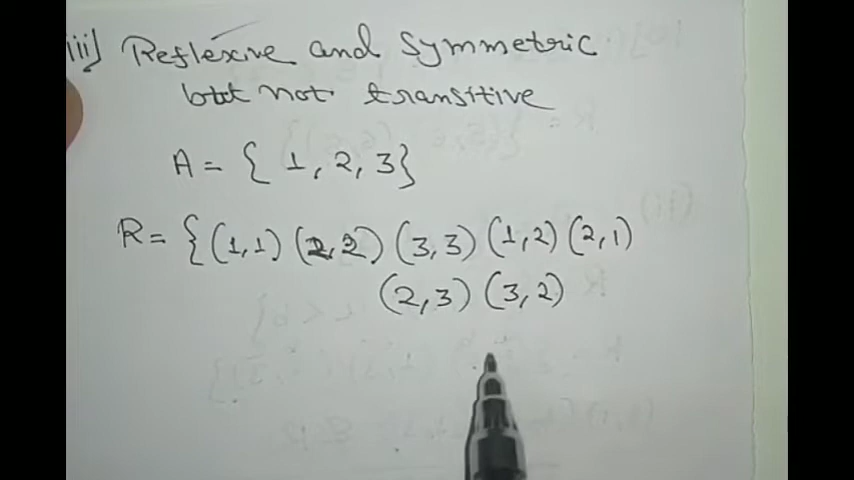 iii) Reflexive and Symmetric
but not transitive
A = { 1, 2, 3}
R = { (1,1) (2,2) (3,3) (1,2) (2,1)
(2,3) (3,2)